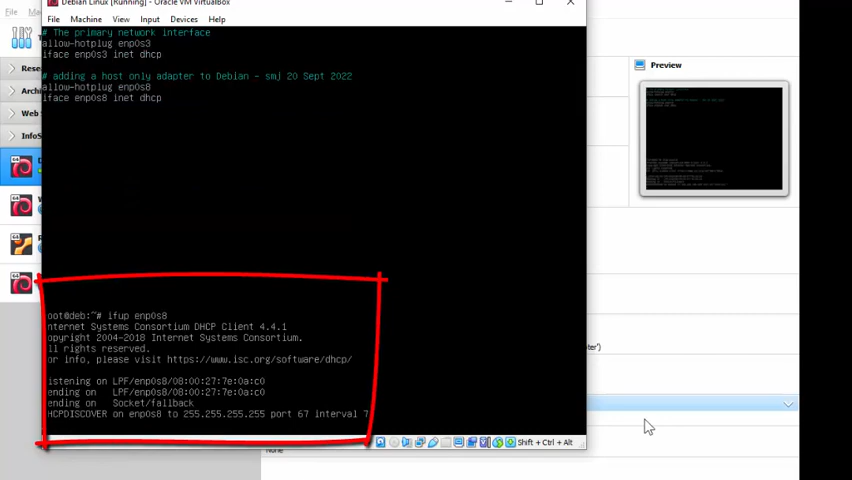 Debian Linux [Running] - Oracle VM VirtualBox
File Machine View Input Devices Help
# The primary network interface
allow-hotplug enp0s3
iface enp0s3 inet dhcp
# adding a host only adapter to Debian - smj 20 Sept 2022
allow-hotplug enp0s8
iface enp0s8 inet dhcp
root@deb:~# ifup enp0s8
nternet Systems Consortium DHCP Client 4.4.1
opyright 2004-2018 Internet Systems Consortium.
ll rights reserved.
or info, please visit https://www.isc.org/software/dhcp/
istening on LPF/enp0s8/08:00:27:7e:0a:c0
ending on LPF/enp0s8/08:00:27:7e:0a:c0
ending on Socket/fallback
HCPDISCOVER on enp0s8 to 255.255.255.255 port 67 interval 7
Shift + Ctrl + Alt
Rese
Archi
Web s
InfoS
Preview
ter')
None